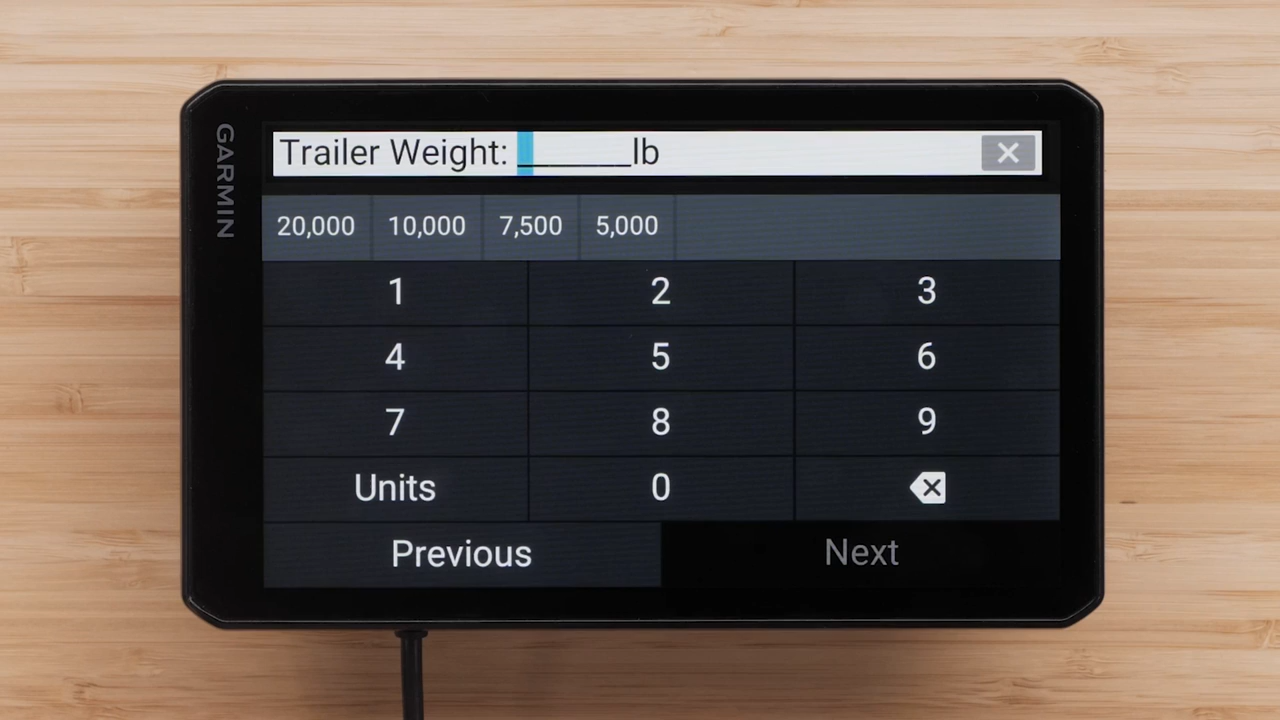 GARMIN
Trailer Weight: ______lb
20,000 10,000 7,500 5,000
1 2 3
4 5 6
7 8 9
Units 0
Previous Next